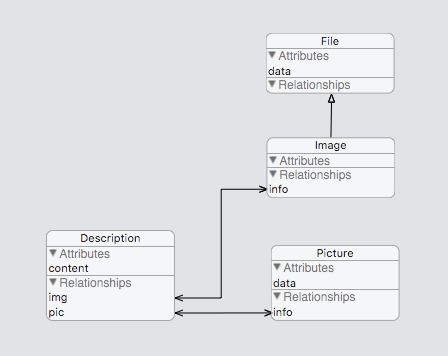 File
Attributes
data
Relationships
Image
Attributes
Relationships
info
Description
Attributes
content
Relationships
img
pic
Picture
Attributes
data
Relationships
info